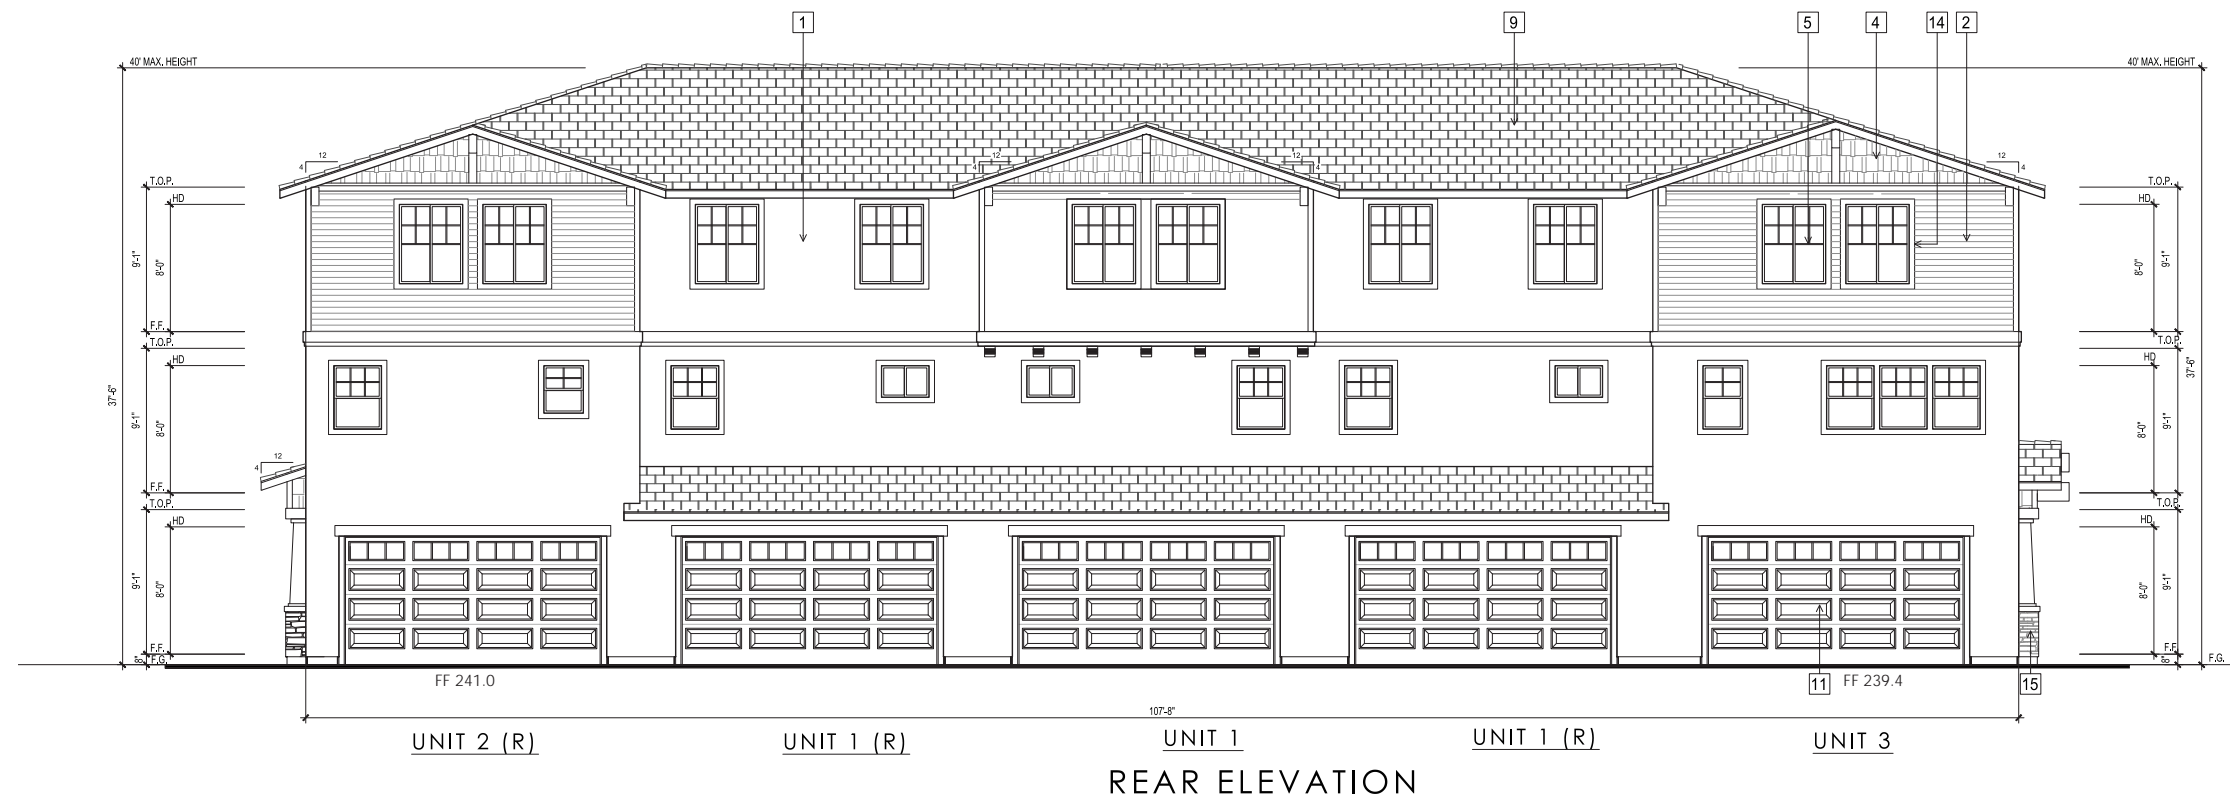 1
9
5
4
14
2
40' MAX. HEIGHT
40' MAX. HEIGHT
12
4
12
4
12
4
12
4
T.O.P.
HD
9'-1"
8'-0"
F.F.
T.O.P.
HD
9'-1"
8'-0"
37'-6"
12
4
F.F.
T.O.P.
HD
9'-1"
8'-0"
F.F.
8"
F.G.
T.O.P.
HD
8'-0"
9'-1"
F.F.
T.O.P.
HD
8'-0"
9'-1"
37'-6"
F.F.
T.O.P.
HD
8'-0"
9'-1"
F.F.
8"
F.G.
FF 241.0
11
FF 239.4
15
107'-8"
UNIT 2 (R)
UNIT 1 (R)
UNIT 1
UNIT 1 (R)
UNIT 3
REAR ELEVATION